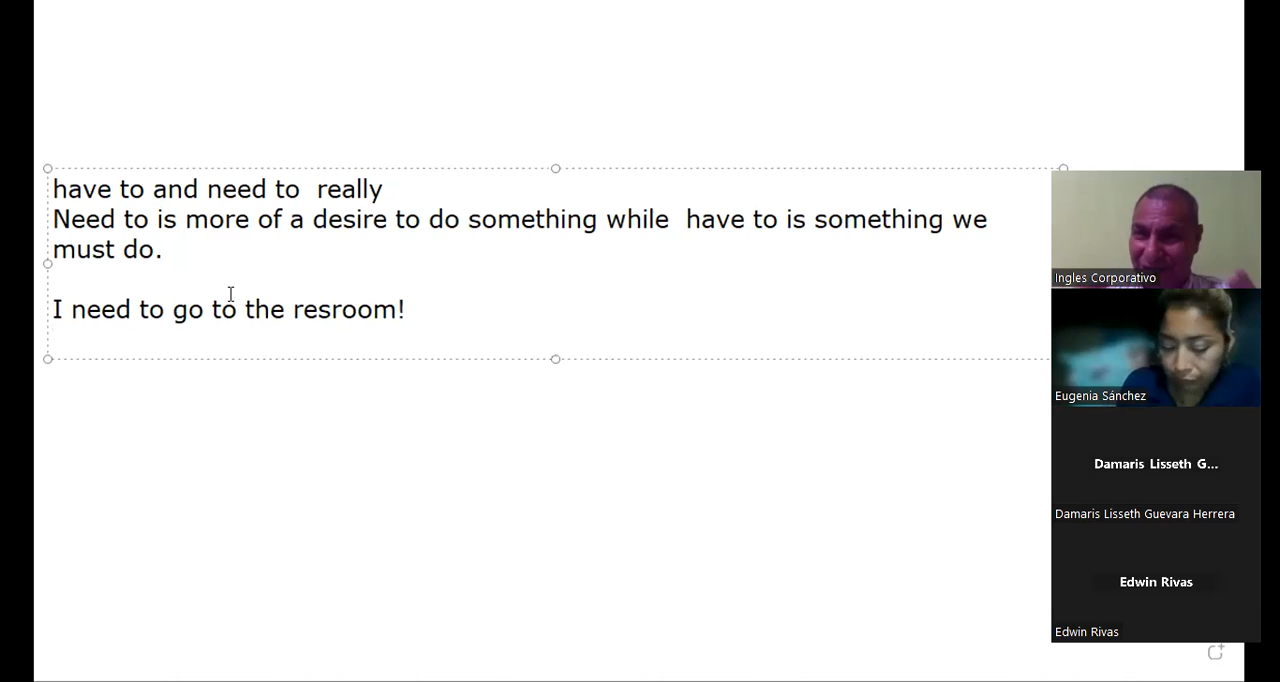 have to and need to  really
Need to is more of a desire to do something while  have to is something we
must do.
I need to go to the resroom!
Ingles Corporativo
Eugenia Sánchez
Damaris Lisseth G...
Damaris Lisseth Guevara Herrera
Edwin Rivas
Edwin Rivas